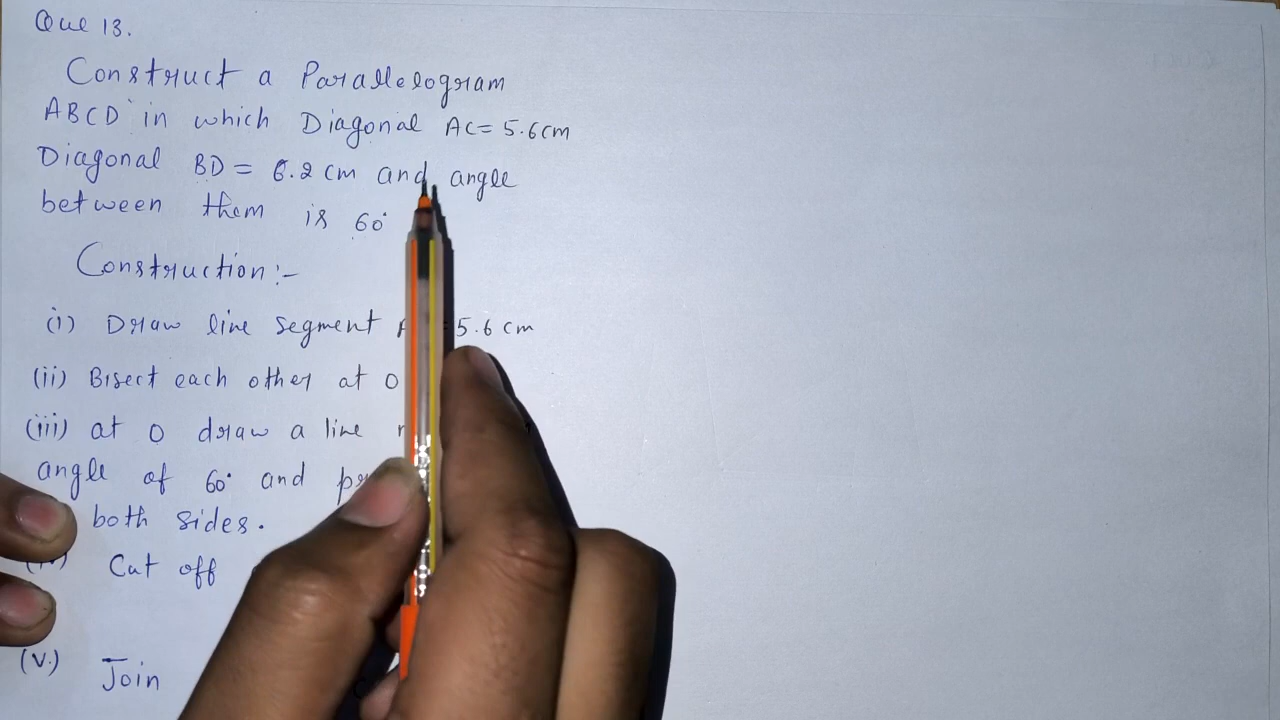 Que 13.
Construct a Parallelogram
ABCD in which Diagonal AC = 5.6cm
Diagonal BD = 6.2 cm and angle
between them is 60°
Construction:-
(i) Draw line segment 5.6 cm
(ii) Bisect each other at O
(iii) at O draw a line
angle of 60° and
both sides.
Cut off
(v.) Join